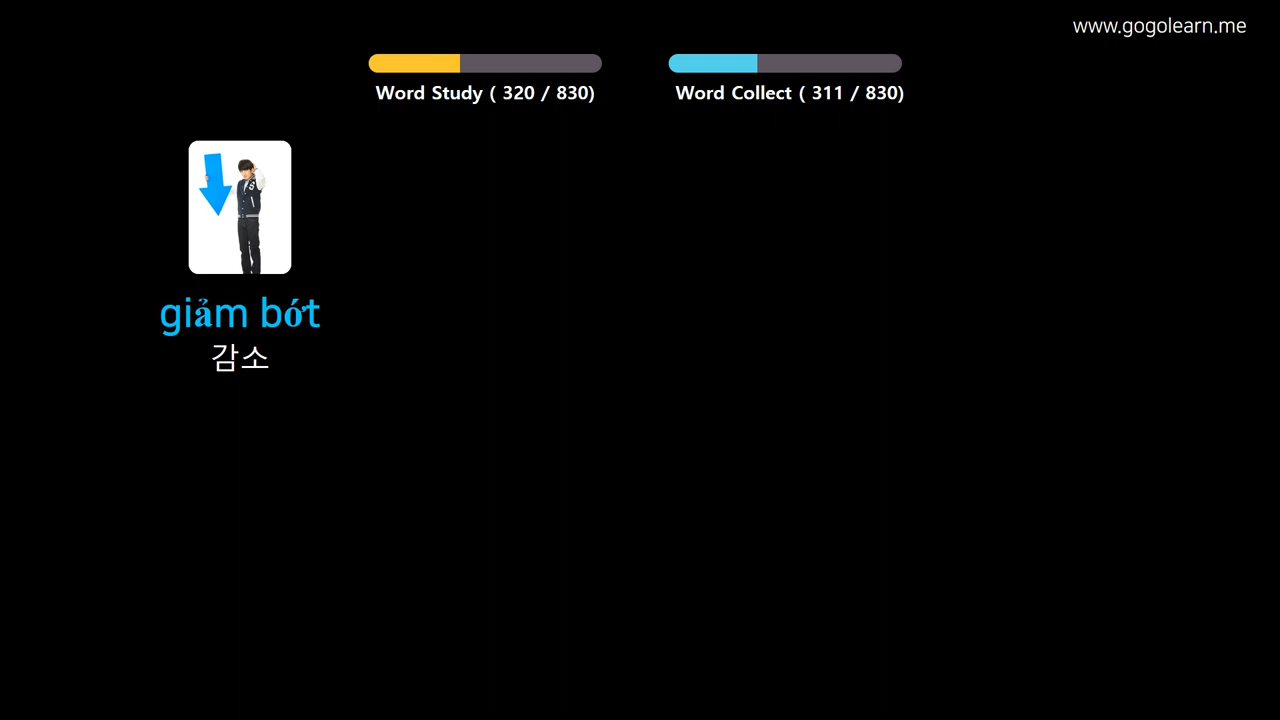 www.gogolearn.me
Word Study ( 320 / 830)
Word Collect ( 311 / 830)
giảm bớt
감소